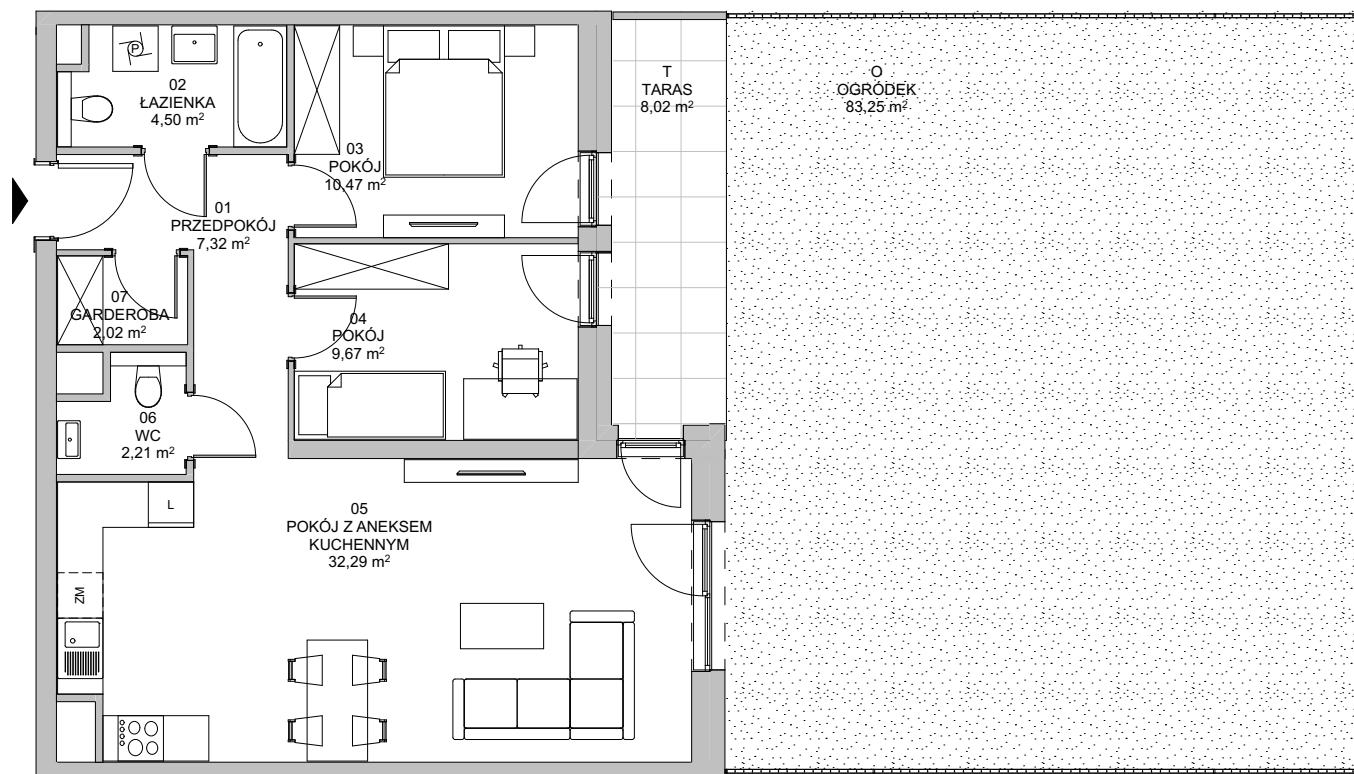 P
02
ŁAZIENKA
4,50 m²
03
POKÓJ
10,47 m²
T
TARAS
8,02 m²
O
OGRÓDEK
83,25 m²
01
PRZEDPOKÓJ
7,32 m²
07
GARDEROBA
2,02 m²
04
POKÓJ
9,67 m²
06
WC
2,21 m²
L
05
POKÓJ Z ANEKSEM
KUCHENNYM
32,29 m²
ZM